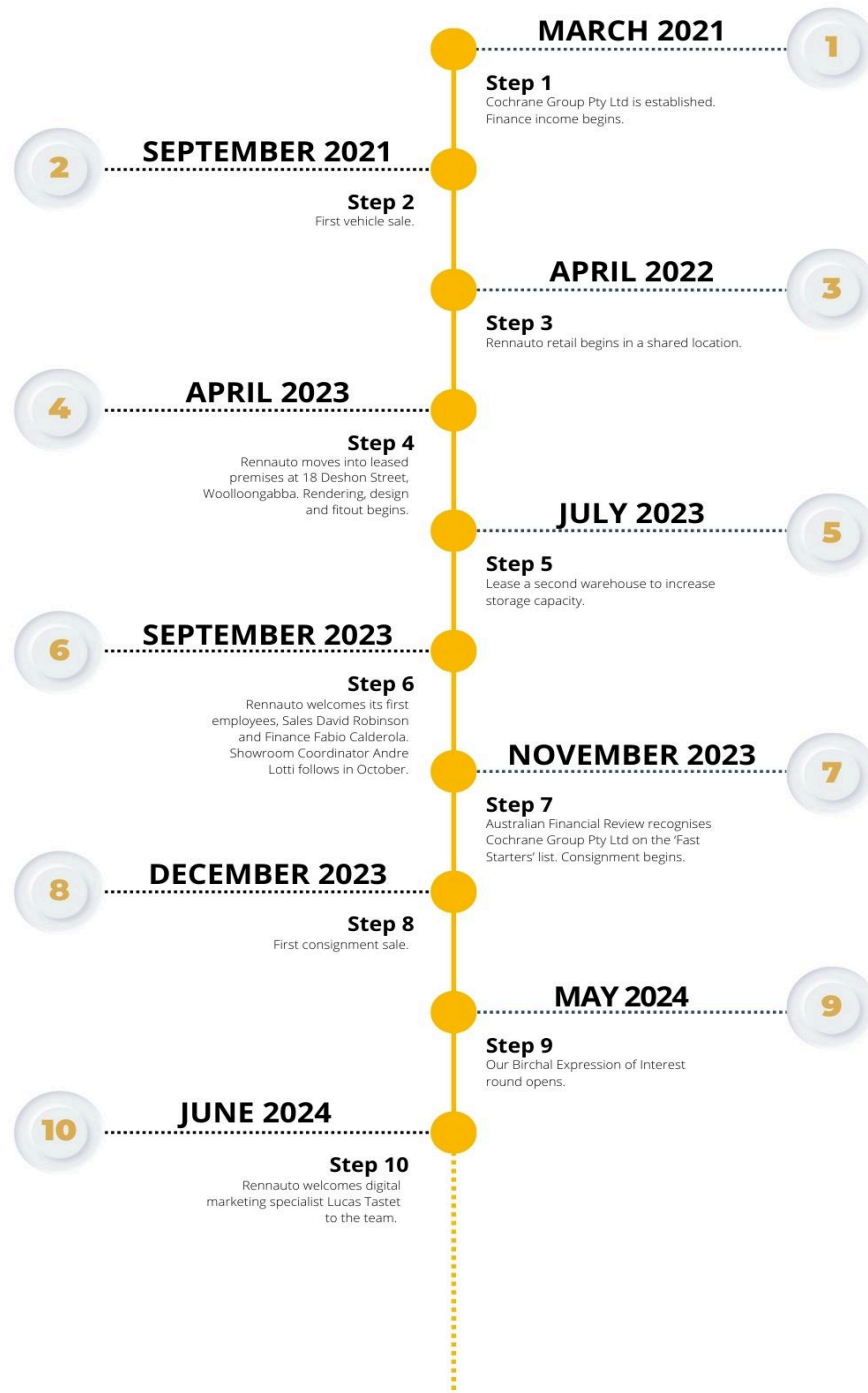 MARCH 2021
1
Step 1
Cochrane Group Pty Ltd is established.
Finance income begins.
SEPTEMBER 2021
2
Step 2
First vehicle sale.
APRIL 2022
3
Step 3
Rennauto retail begins in a shared location.
APRIL 2023
4
Step 4
Rennauto moves into leased
premises at 18 Deshon Street,
Woolloongabba. Rendering, design
and fitout begins.
JULY 2023
5
Step 5
Lease a second warehouse to increase
storage capacity.
SEPTEMBER 2023
6
Step 6
Rennauto welcomes its first
employees, Sales David Robinson
and Finance Fabio Calderola.
Showroom Coordinator Andre
Lotti follows in October.
NOVEMBER 2023
7
Step 7
Australian Financial Review recognises
Cochrane Group Pty Ltd on the ‘Fast
Starters’ list. Consignment begins.
DECEMBER 2023
8
Step 8
First consignment sale.
MAY 2024
9
Step 9
Our Birchal Expression of Interest
round opens.
JUNE 2024
10
Step 10
Rennauto welcomes digital
marketing specialist Lucas Tastet
to the team.